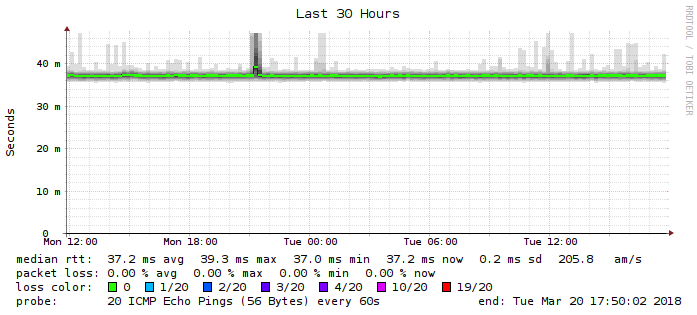 Last 30 Hours
RRDTOOL / TOBI OETIKER
Seconds
40 m
30 m
20 m
10 m
0
Mon 12:00 Mon 18:00 Tue 00:00 Tue 06:00 Tue 12:00
median rtt: 37.2 ms avg 39.3 ms max 37.0 ms min 37.2 ms now 0.2 ms sd 205.8 am/s
packet loss: 0.00 % avg 0.00 % max 0.00 % min 0.00 % now
loss color: 0 1/20 2/20 3/20 4/20 10/20 19/20
probe: 20 ICMP Echo Pings (56 Bytes) every 60s end: Tue Mar 20 17:50:02 2018